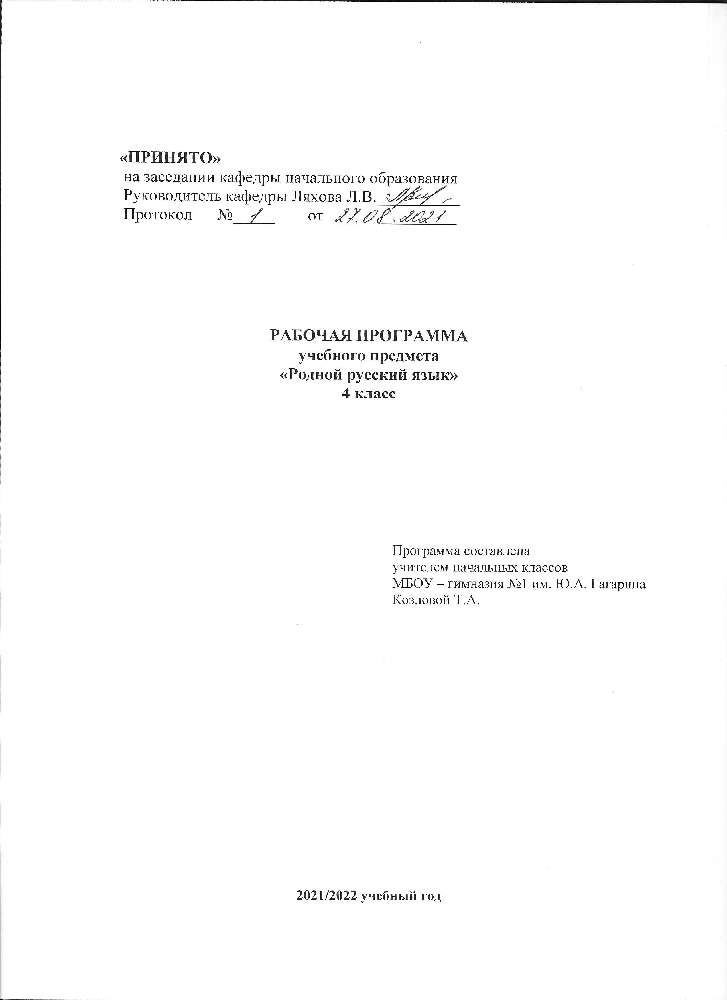 «ПРИНЯТО»
на заседании кафедры начального образования
Руководитель кафедры Ляхова Л.В.
Протокол № 1 от 27.08.2021
РАБОЧАЯ ПРОГРАММА
учебного предмета
«Родной русский язык»
4 класс
Программа составлена
учителем начальных классов
МБОУ – гимназия №1 им. Ю.А. Гагарина
Козловой Т.А.
2021/2022 учебный год